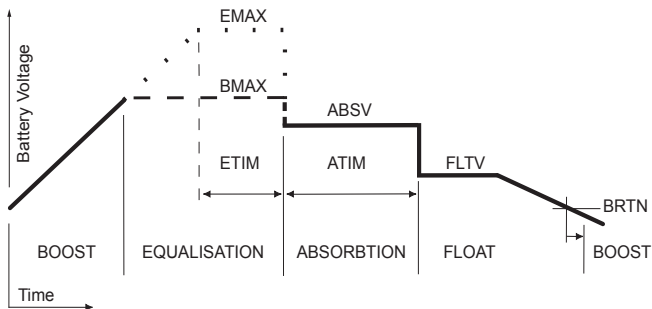 EMAX
Battery Voltage
BMAX
ABSV
ETIM
ATIM
FLTV
BRTN
BOOST
EQUALISATION
ABSORBTION
FLOAT
BOOST
Time